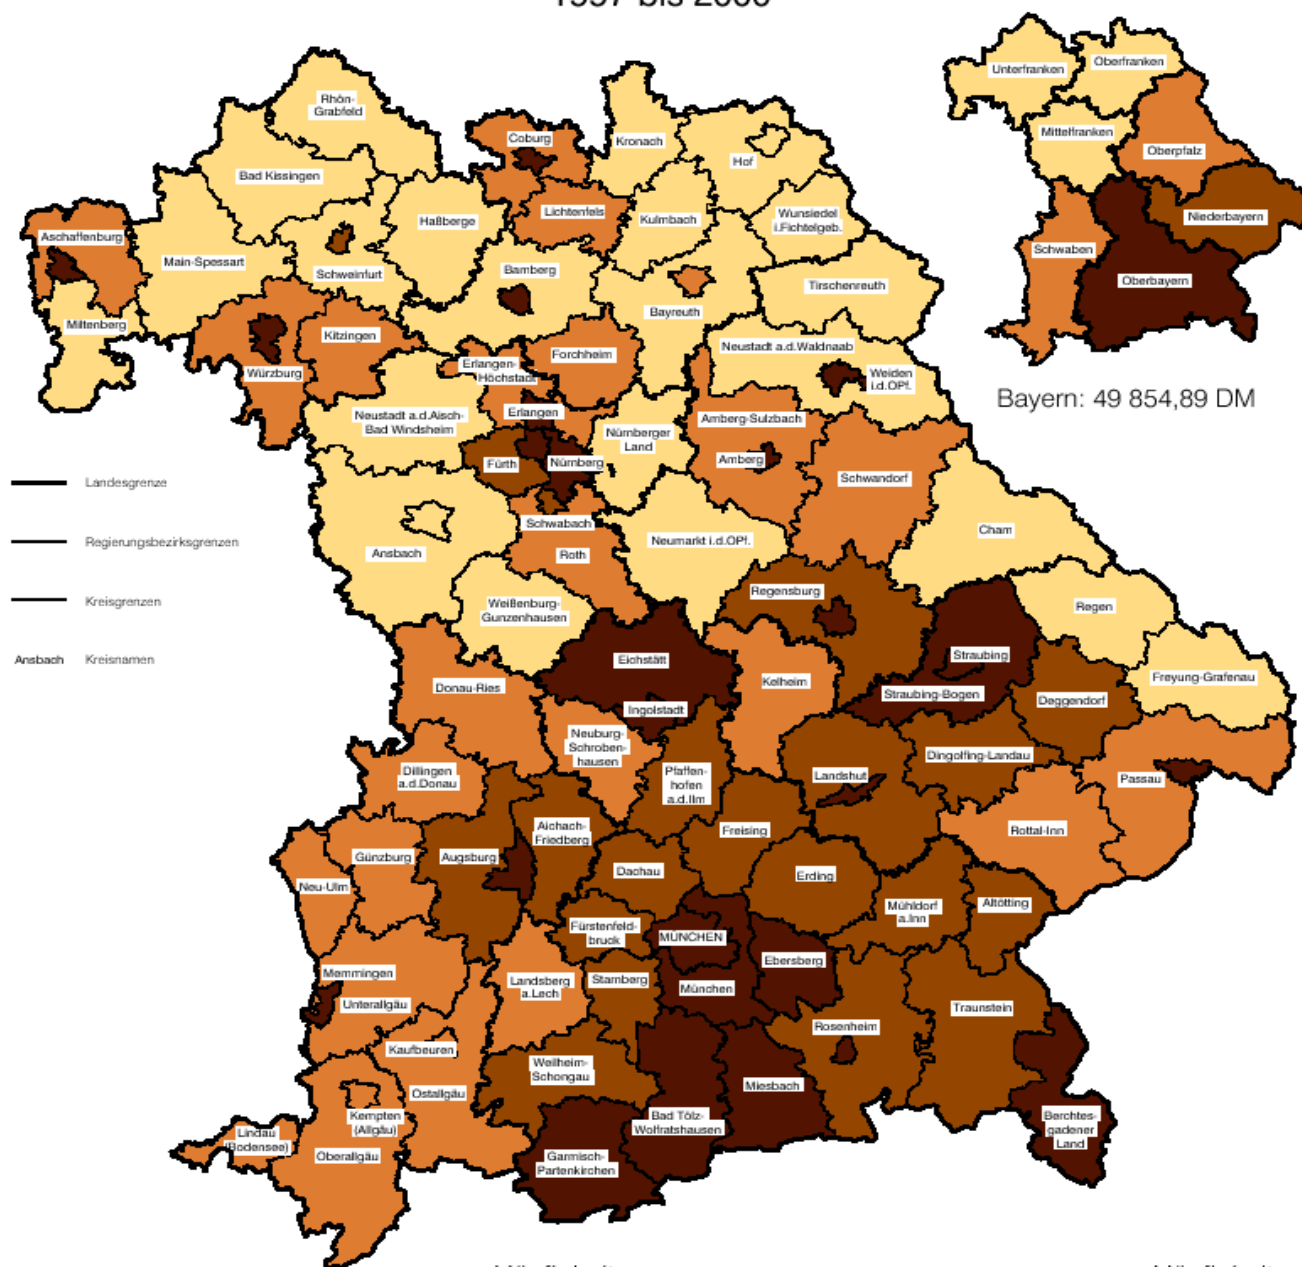 Rhön-
Grabfeld
Coburg
Kronach
Hof
Bad Kissingen
Haßberge
Lichtenfels
Kulmbach
Wunsiedel
i.Fichtelgeb.
Aschaffenburg
Main-Spessart
Schweinfurt
Bamberg
Tirschenreuth
Miltenberg
Bayreuth
Kitzingen
Würzburg
Erlangen-
Höchstadt
Forchheim
Neustadt a.d.Waldnaab
Weiden
i.d.OPf.
Neustadt a.d.Aisch-
Bad Windsheim
Erlangen
Amberg-Sulzbach
Nürnberger
Land
Fürth
Nürnberg
Amberg
Schwandorf
Schwabach
Ansbach
Roth
Neumarkt i.d.OPf.
Cham
Weißenburg-
Gunzenhausen
Regensburg
Regen
Eichstätt
Straubing
Donau-Ries
Kelheim
Straubing-Bogen
Deggendorf
Freyung-Grafenau
Ingolstadt
Neuburg-
Schroben-
hausen
Dingolfing-Landau
Dillingen
a.d.Donau
Pfaffen-
hofen
a.d.Ilm
Landshut
Passau
Aichach-
Friedberg
Freising
Rottal-Inn
Günzburg
Augsburg
Neu-Ulm
Dachau
Erding
Mühldorf
a.Inn
Altötting
Fürstenfeld-
bruck
MÜNCHEN
Ebersberg
Memmingen
Landsberg
a.Lech
Starnberg
München
Unterallgäu
Traunstein
Rosenheim
Kaufbeuren
Weilheim-
Schongau
Miesbach
Ostallgäu
Kempten
(Allgäu)
Bad Tölz-
Wolfratshausen
Berchtes-
gadener
Land
Lindau
(Bodensee)
Oberallgäu
Garmisch-
Partenkirchen
Unterfranken
Oberfranken
Mittelfranken
Oberpfalz
Niederbayern
Schwaben
Oberbayern
Bayern: 49 854,89 DM
Landesgrenze
Regierungsbezirksgrenzen
Kreisgrenzen
Ansbach Kreisnamen